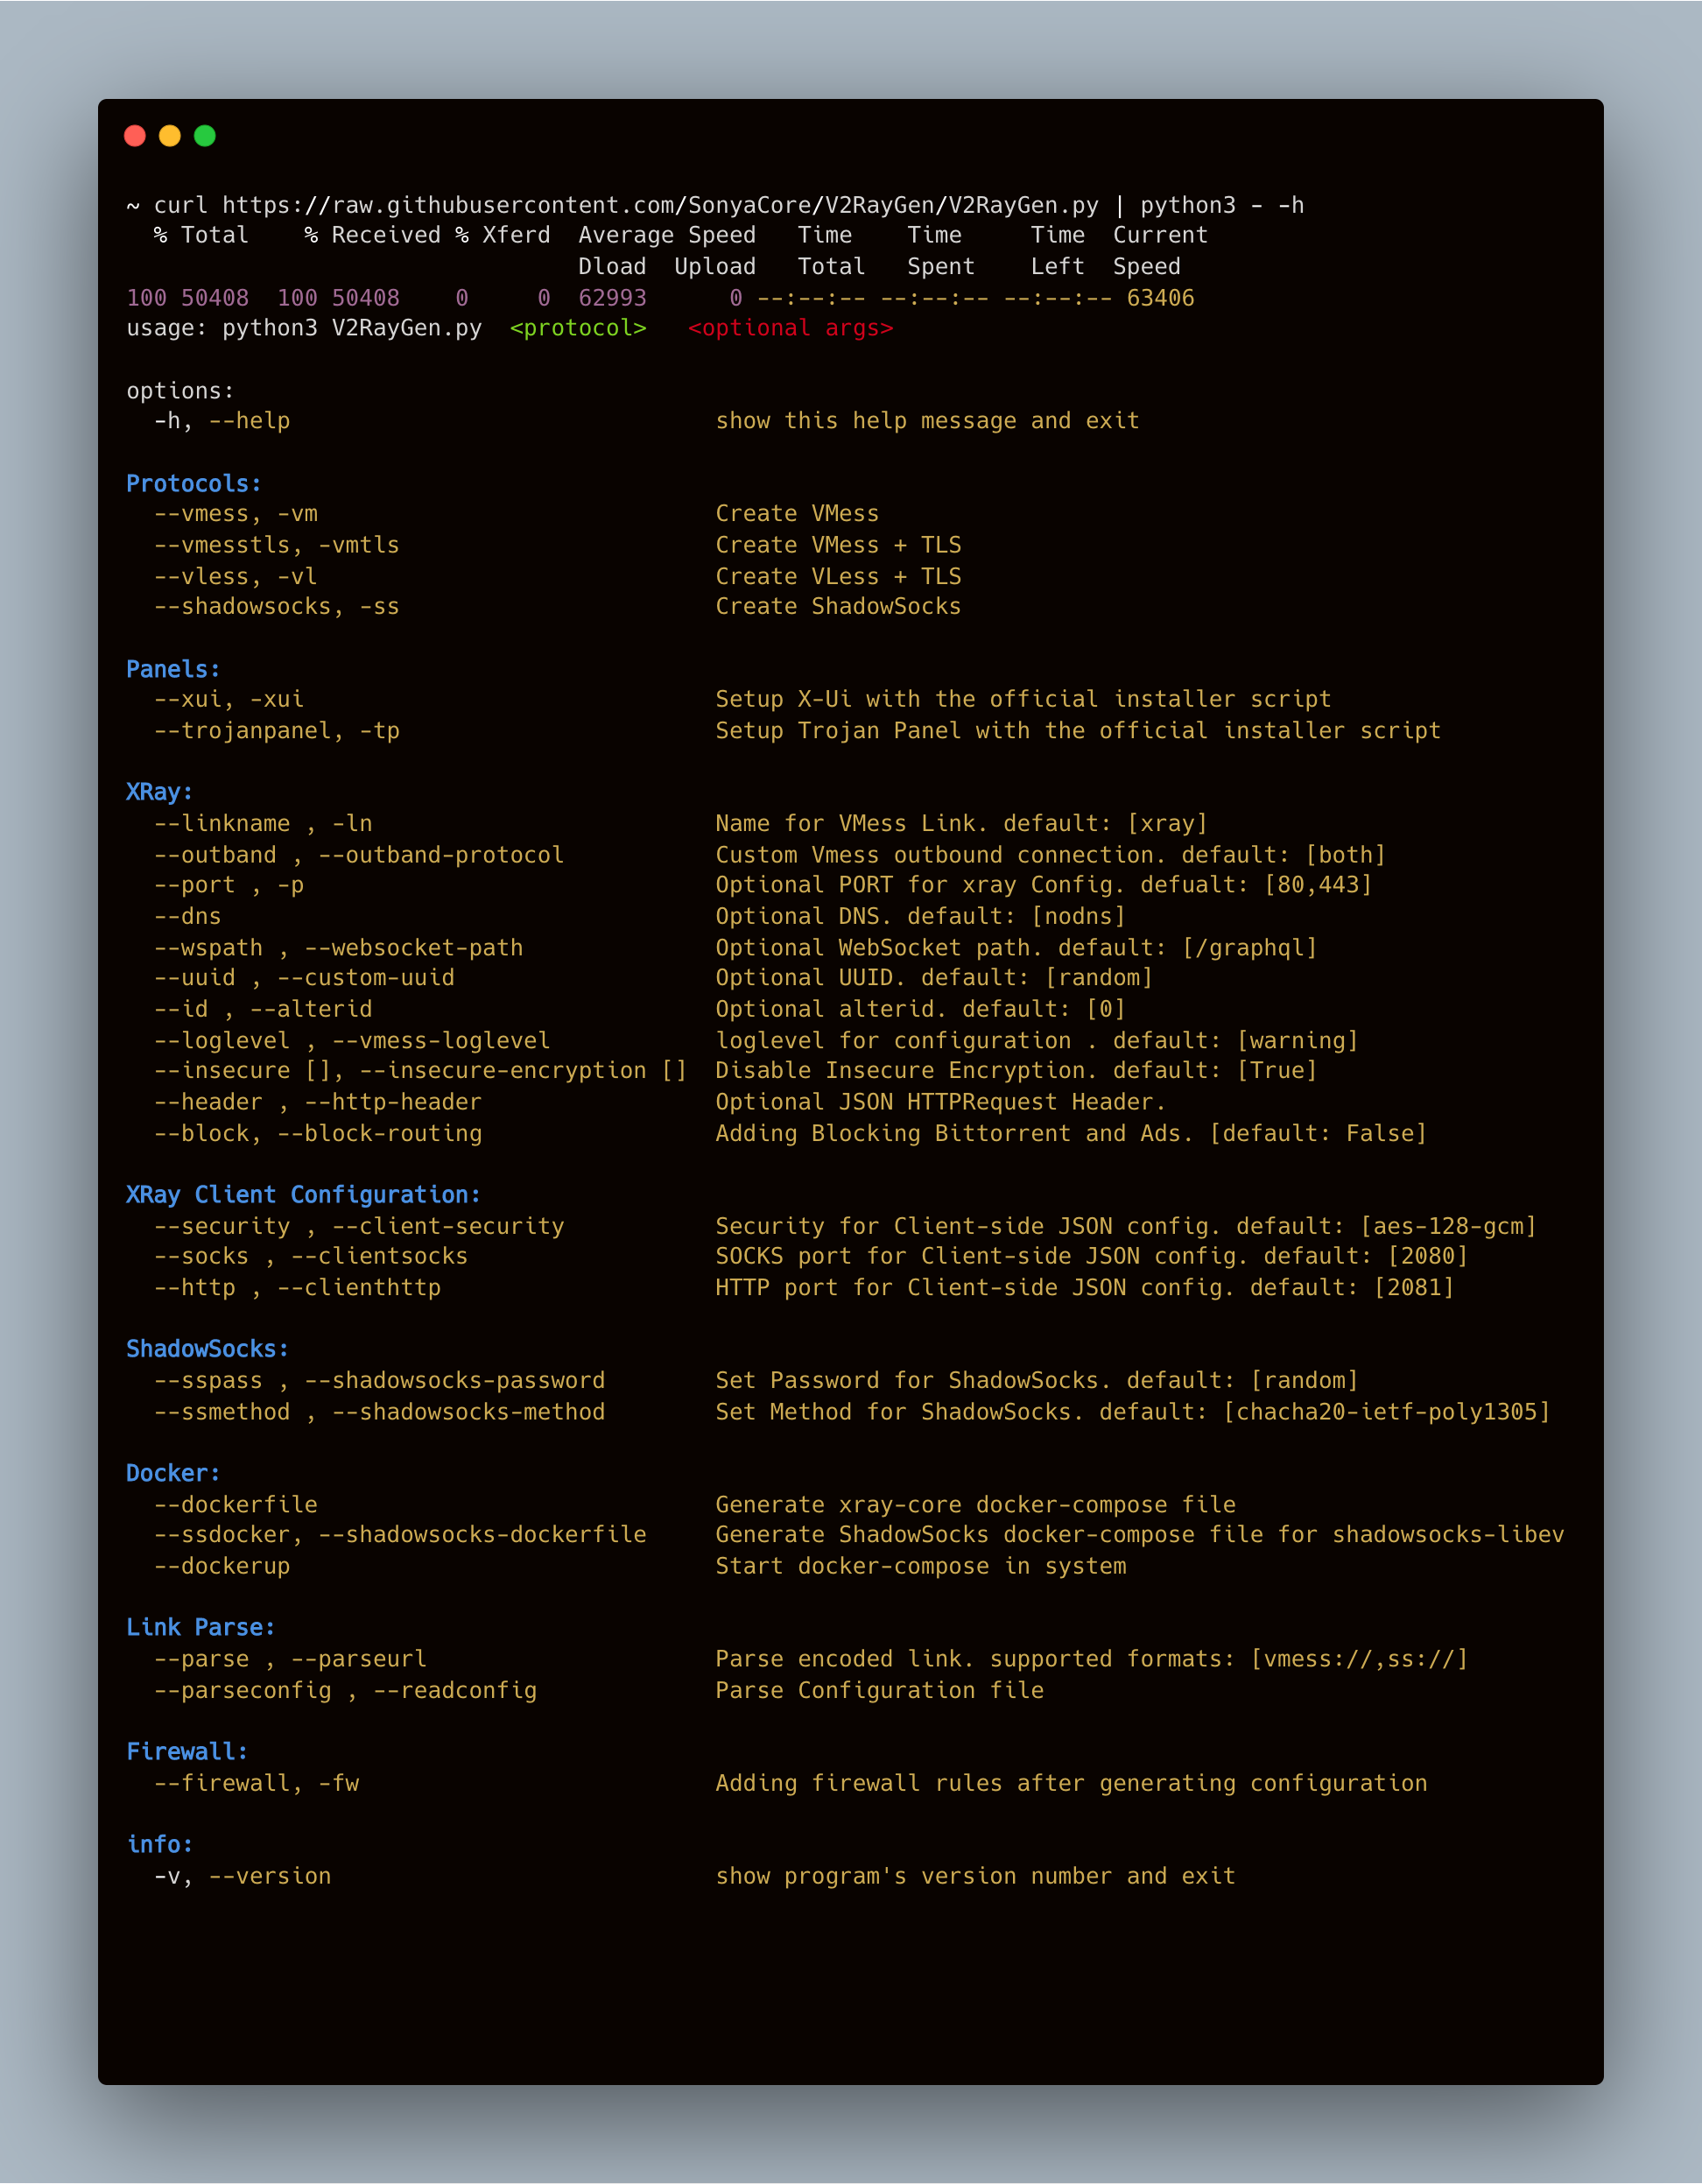 ~ curl https://raw.githubusercontent.com/SonyaCore/V2RayGen/V2RayGen.py | python3 - -h
  % Total    % Received % Xferd  Average Speed   Time    Time     Time  Current
                                 Dload  Upload   Total   Spent    Left  Speed
100 50408  100 50408    0     0  62993      0 --:--:-- --:--:-- --:--:-- 63406
usage: python3 V2RayGen.py  <protocol>   <optional args>

options:
  -h, --help                               show this help message and exit

Protocols:
  --vmess, -vm                             Create VMess
  --vmesstls, -vmtls                       Create VMess + TLS
  --vless, -vl                             Create VLess + TLS
  --shadowsocks, -ss                       Create ShadowSocks

Panels:
  --xui, -xui                              Setup X-Ui with the official installer script
  --trojanpanel, -tp                       Setup Trojan Panel with the official installer script

XRay:
  --linkname , -ln                         Name for VMess Link. default: [xray]
  --outband , --outband-protocol           Custom Vmess outbound connection. default: [both]
  --port , -p                              Optional PORT for xray Config. defualt: [80,443]
  --dns                                    Optional DNS. default: [nodns]
  --wspath , --websocket-path              Optional WebSocket path. default: [/graphql]
  --uuid , --custom-uuid                   Optional UUID. default: [random]
  --id , --alterid                         Optional alterid. default: [0]
  --loglevel , --vmess-loglevel            loglevel for configuration . default: [warning]
  --insecure [], --insecure-encryption []  Disable Insecure Encryption. default: [True]
  --header , --http-header                 Optional JSON HTTPRequest Header.
  --block, --block-routing                 Adding Blocking Bittorrent and Ads. [default: False]

XRay Client Configuration:
  --security , --client-security           Security for Client-side JSON config. default: [aes-128-gcm]
  --socks , --clientsocks                  SOCKS port for Client-side JSON config. default: [2080]
  --http , --clienthttp                    HTTP port for Client-side JSON config. default: [2081]

ShadowSocks:
  --sspass , --shadowsocks-password        Set Password for ShadowSocks. default: [random]
  --ssmethod , --shadowsocks-method        Set Method for ShadowSocks. default: [chacha20-ietf-poly1305]

Docker:
  --dockerfile                             Generate xray-core docker-compose file
  --ssdocker, --shadowsocks-dockerfile     Generate ShadowSocks docker-compose file for shadowsocks-libev
  --dockerup                               Start docker-compose in system

Link Parse:
  --parse , --parseurl                     Parse encoded link. supported formats: [vmess://,ss://]
  --parseconfig , --readconfig             Parse Configuration file

Firewall:
  --firewall, -fw                          Adding firewall rules after generating configuration

info:
  -v, --version                            show program's version number and exit